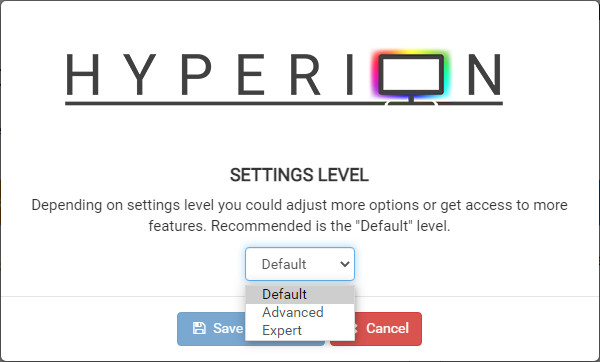 HYPERION
SETTINGS LEVEL
Depending on settings level you could adjust more options or get access to more
features. Recommended is the "Default" level.
Default
Default
Advanced
Expert
Save
Cancel